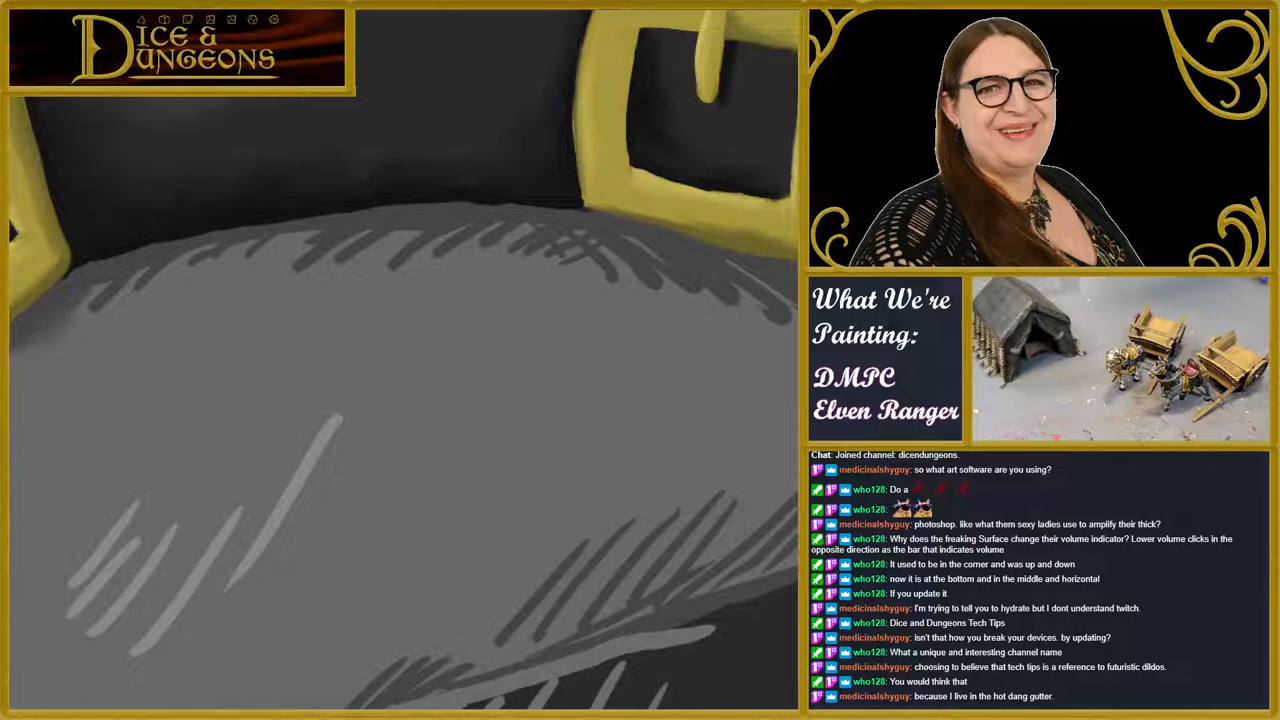 Dice &
Dungeons
What We're
Painting:
DMPC
Elven Ranger
Chat: Joined channel: dicendungeons.
medicinalshyguy: so what art software are you using?
who128: Do a
who128:
medicinalshyguy: photoshop. like what them sexy ladies use to amplify their thick?
who128: Why does the freaking Surface change their volume indicator? Lower volume clicks in the
opposite direction as the bar that indicates volume
who128: It used to be in the corner and was up and down
who128: now it is at the bottom and in the middle and horizontal
who128: If you update it
medicinalshyguy: I'm trying to tell you to hydrate but I dont understand twitch.
who128: Dice and Dungeons Tech Tips
medicinalshyguy: isn't that how you break your devices. by updating?
who128: What a unique and interesting channel name
medicinalshyguy: choosing to believe that tech tips is a reference to futuristic dildos.
who128: You would think that
medicinalshyguy: because I live in the hot dang gutter.